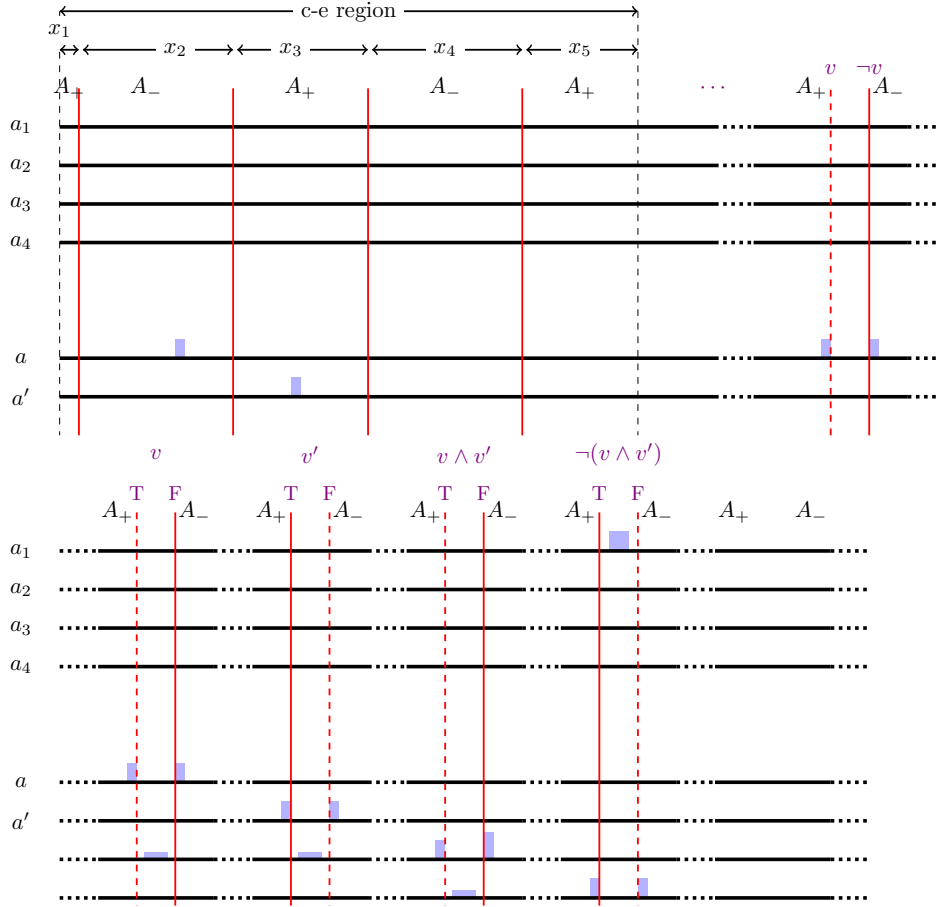 c-e region
x₁
x₂ x₃ x₄ x₅
v ¬v
A₊ A₋ A₊ A₋ A₊ ⋯ A₊ A₋
a₁
a₂
a₃
a₄
a
a′
v v′ v ∧ v′ ¬(v ∧ v′)
T F T F T F T F
A₊ A₋ A₊ A₋ A₊ A₋ A₊ A₋ A₊ A₋
a₁
a₂
a₃
a₄
a
a′